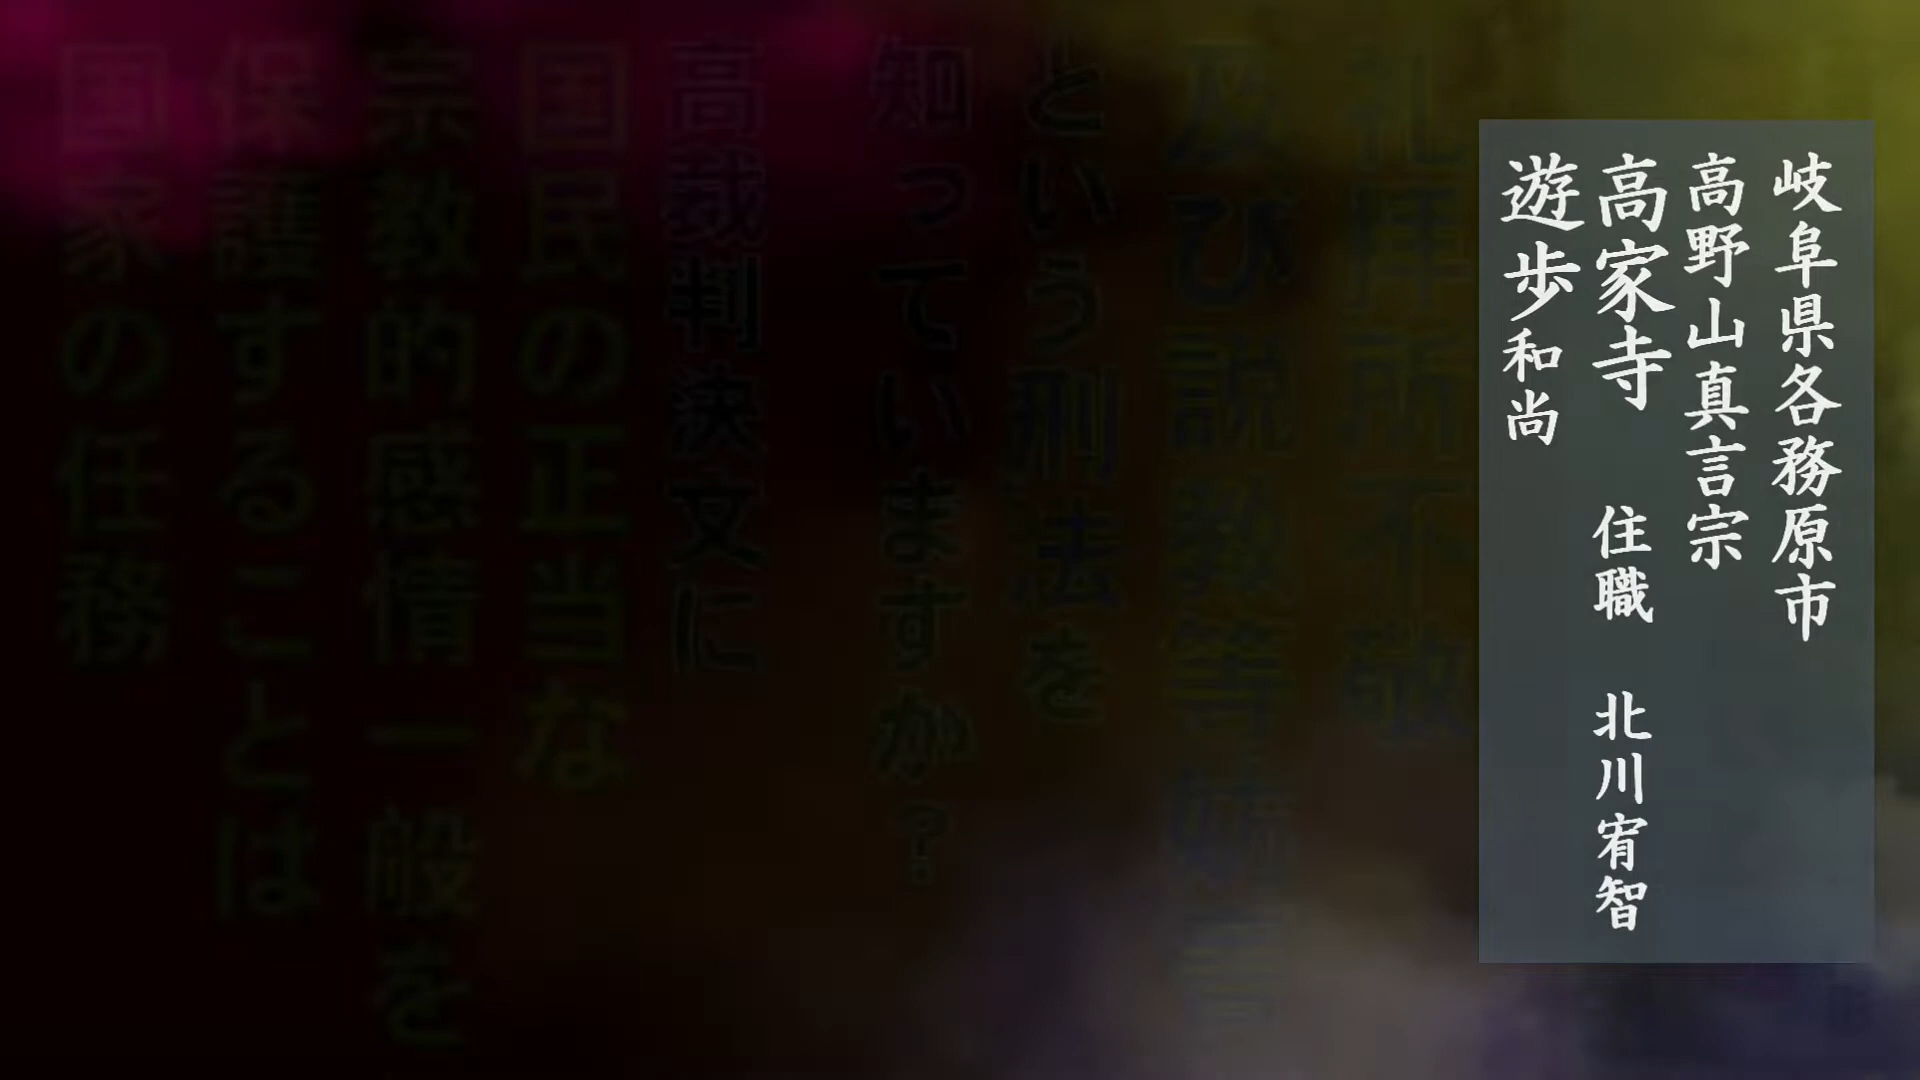 岐阜県各務原市
高野山真言宗
高家寺 住職 北川宥智
遊歩和尚
礼拝所不敬
及び説教等妨害
という刑法を
知っていますか?
高裁判決文に
国民の正当な
宗教的感情一般を
保護することは
国家の任務